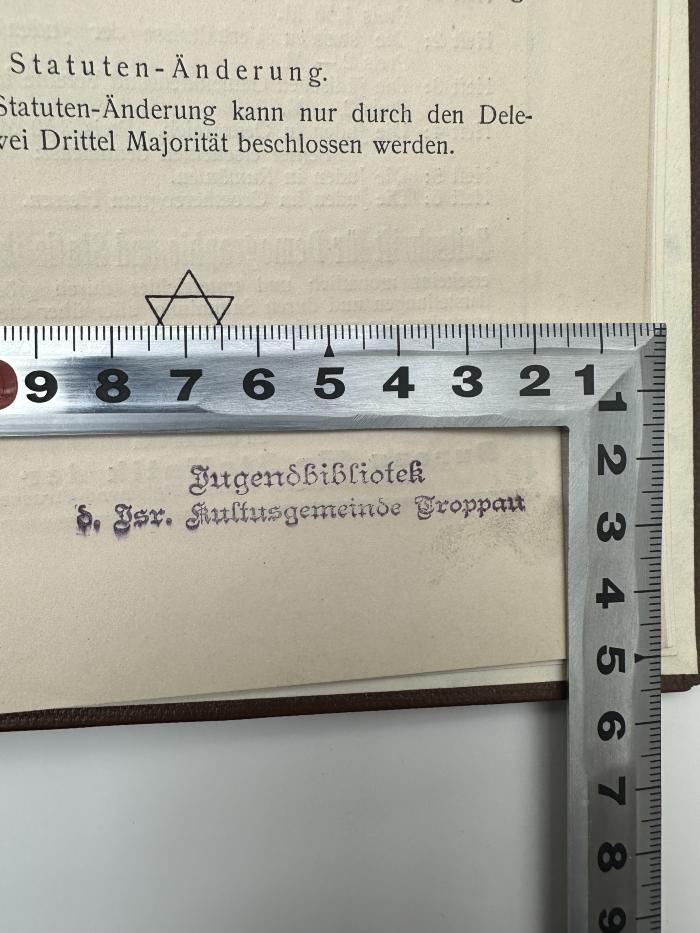 Statuten-Änderung.
Statuten-Änderung kann nur durch den Dele-
wei Drittel Majorität beschlossen werden.
9 8 7 6 5 4 3 2 1
1
2
3
4
5
6
7
8
9
Jugendbibliotek
d. Isr. Kultusgemeinde Troppau